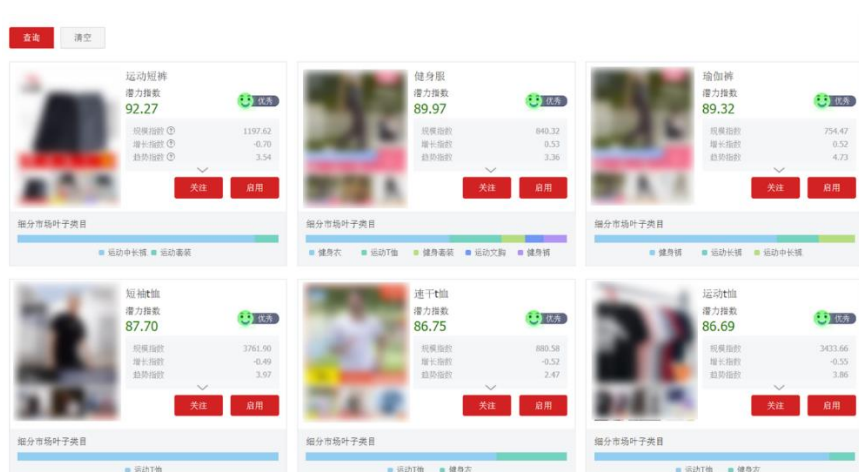 查询 清空
运动短裤
潜力指数
92.27 优秀
规模指数 1197.62
增长指数 -0.70
趋势指数 3.54
关注 启用
细分市场叶子类目
运动中长裤 运动套装
健身服
潜力指数
89.97 优秀
规模指数 840.32
增长指数 0.53
趋势指数 3.36
关注 启用
细分市场叶子类目
健身衣 运动T恤 健身套装 运动文胸 健身裤
瑜伽裤
潜力指数
89.32 优秀
规模指数 754.47
增长指数 0.52
趋势指数 4.73
关注 启用
细分市场叶子类目
健身裤 运动长裤 运动中长裤
短袖t恤
潜力指数
87.70 优秀
规模指数 3761.90
增长指数 -0.49
趋势指数 3.97
关注 启用
细分市场叶子类目
运动T恤
速干t恤
潜力指数
86.75 优秀
规模指数 880.58
增长指数 -0.52
趋势指数 2.47
关注 启用
细分市场叶子类目
运动T恤 健身衣
运动t恤
潜力指数
86.69 优秀
规模指数 3433.66
增长指数 -0.55
趋势指数 3.86
关注 启用
细分市场叶子类目
运动T恤 健身衣